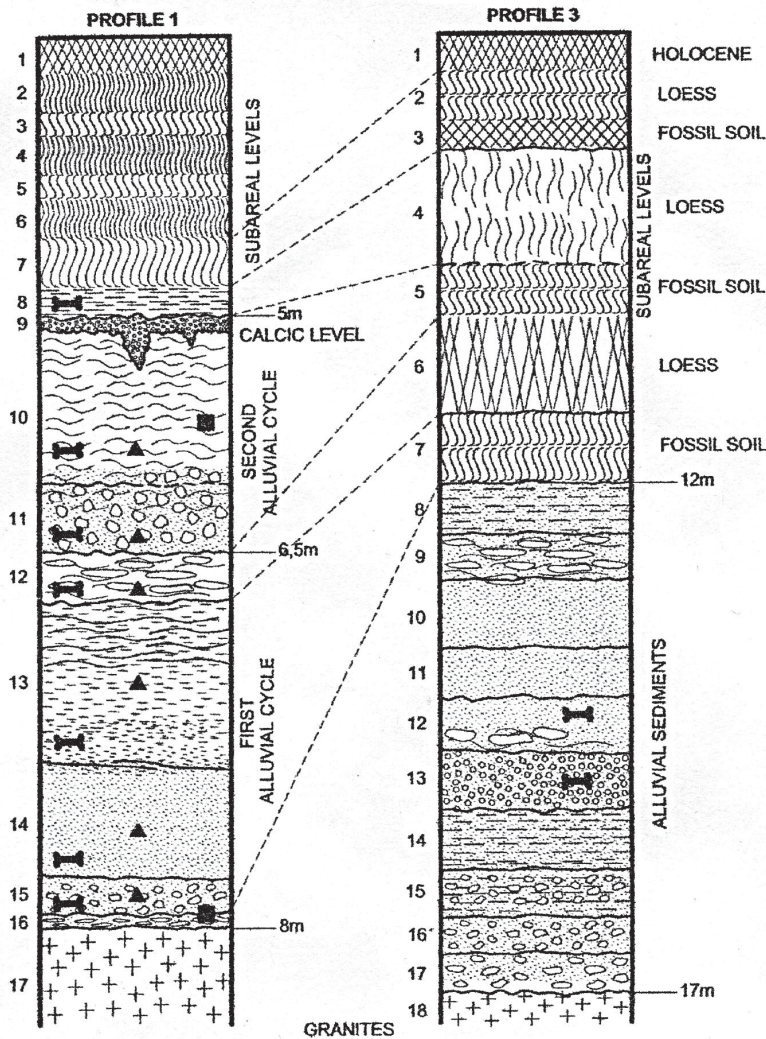 PROFILE 1
1
2
3
4
5
6
7
8
9
10
11
12
13
14
15
16
17
SUBAREAL LEVELS
5m
CALCIC LEVEL
SECOND
ALLUVIAL CYCLE
6,5m
FIRST
ALLUVIAL CYCLE
8m
GRANITES
PROFILE 3
1
2
3
4
5
6
7
8
9
10
11
12
13
14
15
16
17
18
HOLOCENE
LOESS
FOSSIL SOIL
LOESS
FOSSIL SOIL
LOESS
FOSSIL SOIL
SUBAREAL LEVELS
12m
ALLUVIAL SEDIMENTS
17m